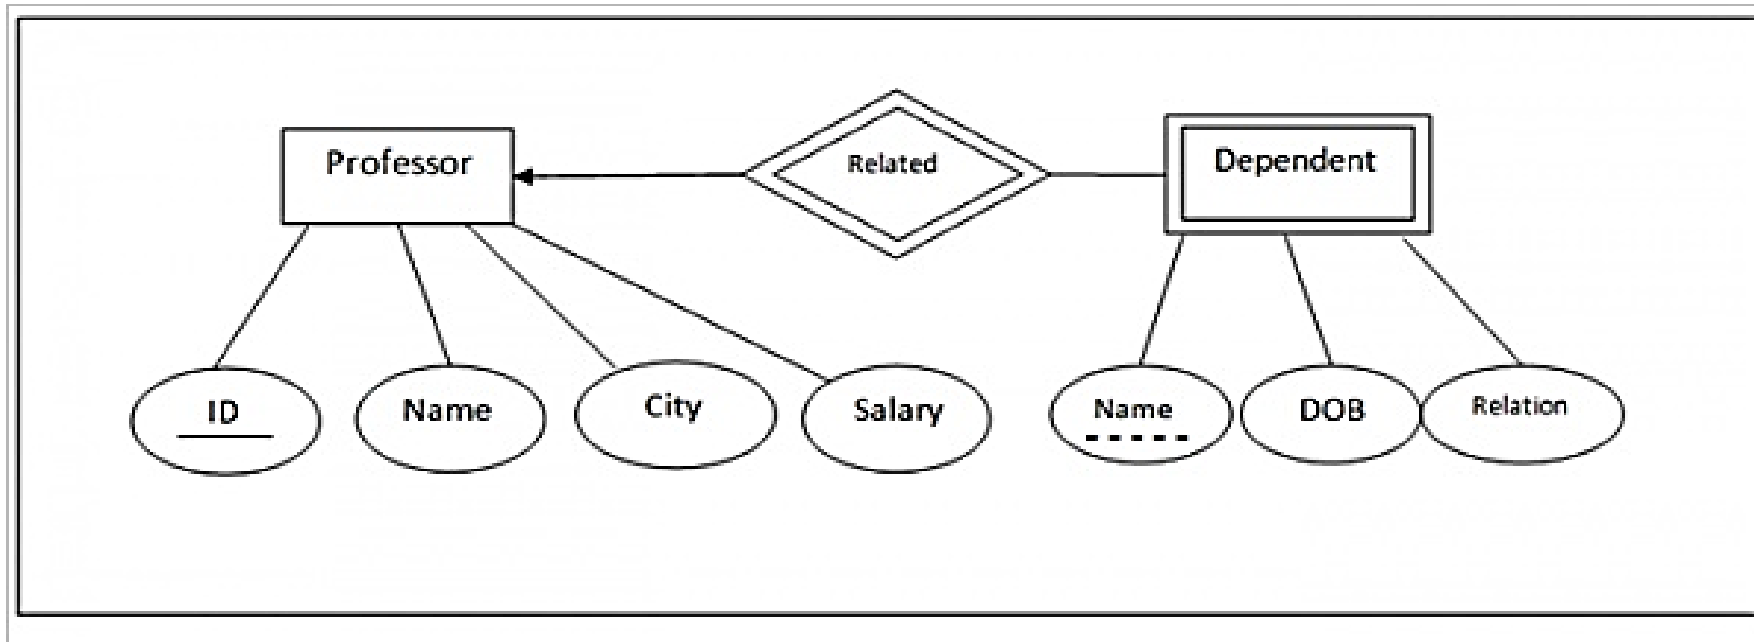 Professor
Related
Dependent
ID
Name
City
Salary
Name
DOB
Relation